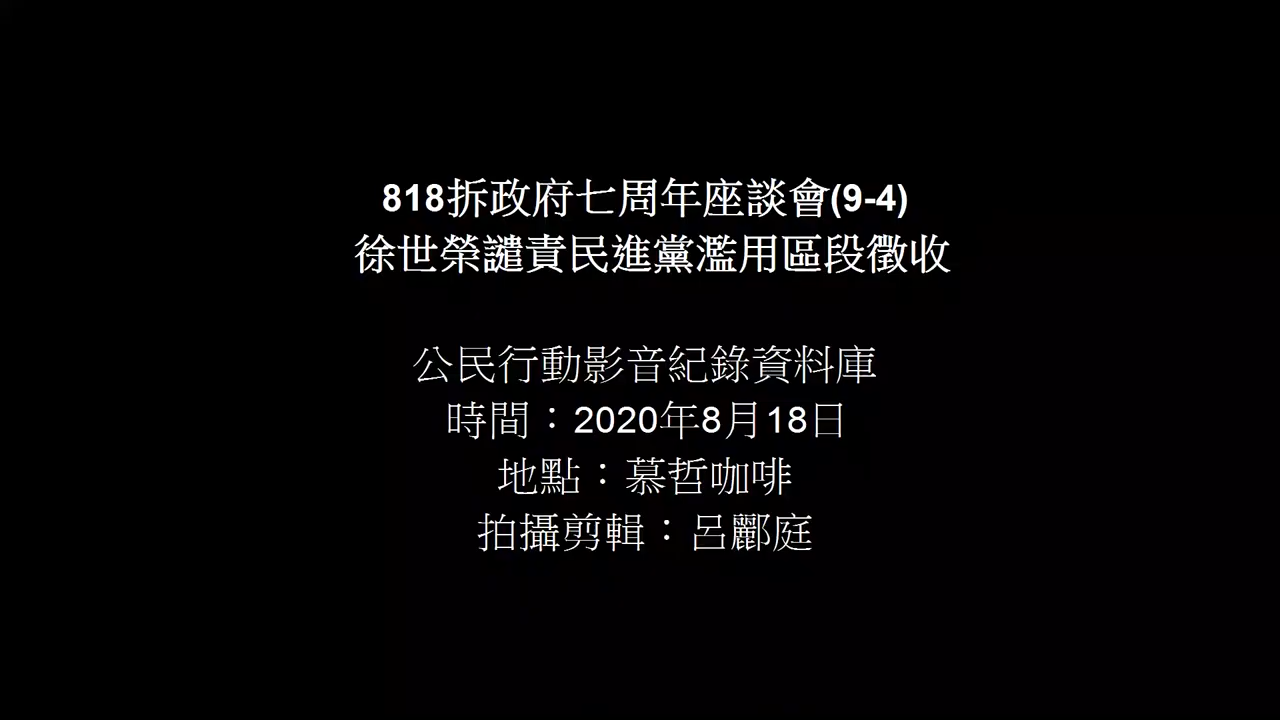 818拆政府七周年座談會(9-4)
徐世榮譴責民進黨濫用區段徵收
公民行動影音紀錄資料庫
時間：2020年8月18日
地點：慕哲咖啡
拍攝剪輯：呂酈庭